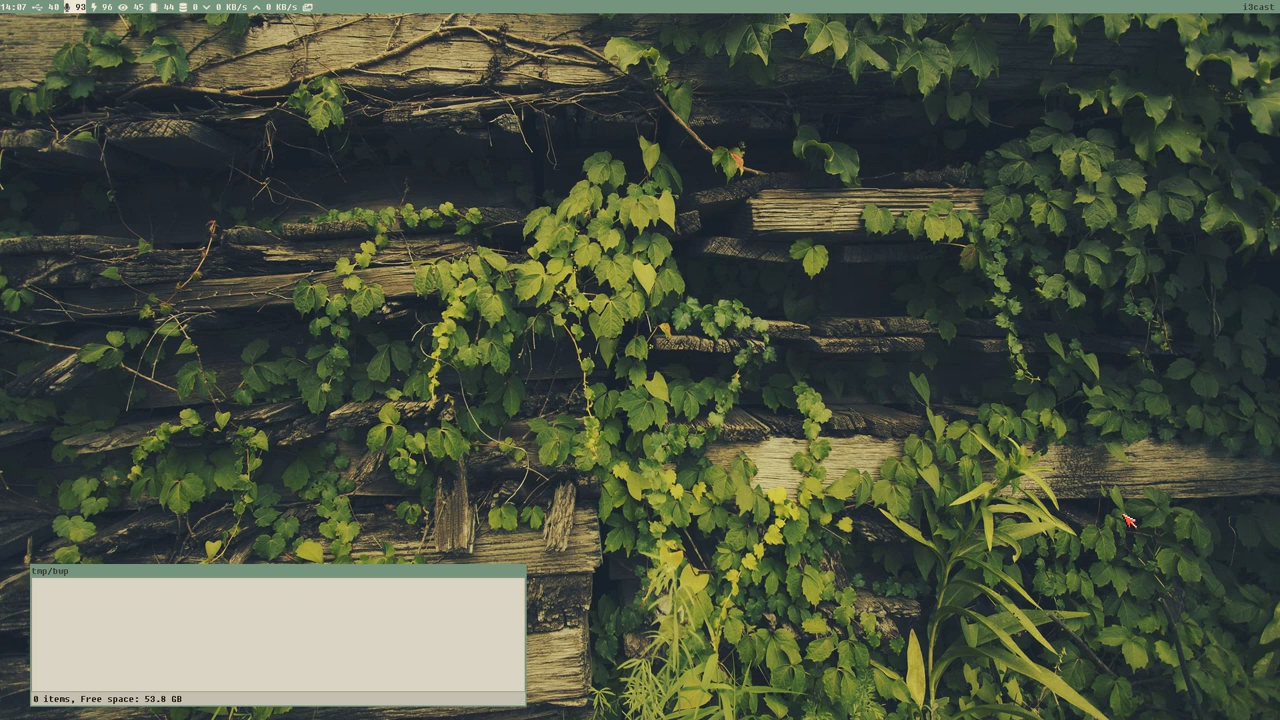 14:07 40 93 96 45 44 0 0 KB/s 0 KB/s
i3cast
tmp/bwp
0 items, Free space: 53.8 GB